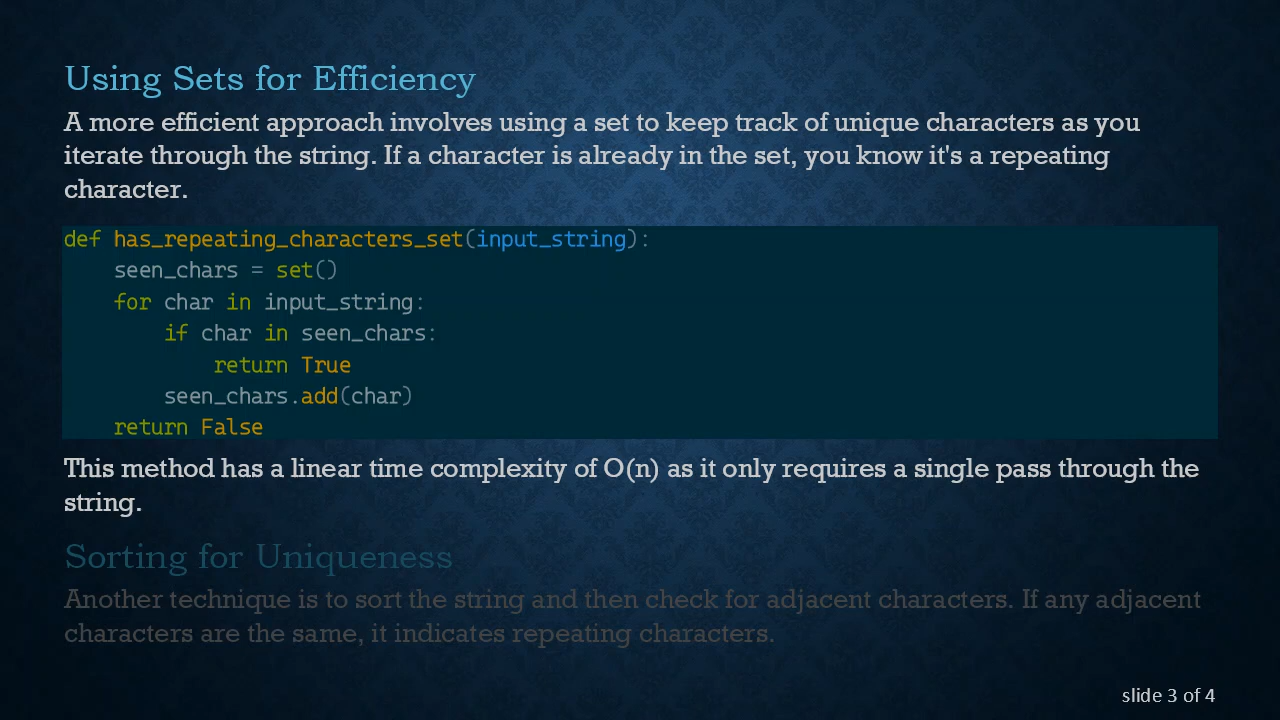 Using Sets for Efficiency
A more efficient approach involves using a set to keep track of unique characters as you
iterate through the string. If a character is already in the set, you know it's a repeating
character.
def has_repeating_characters_set(input_string):
    seen_chars = set()
    for char in input_string:
        if char in seen_chars:
            return True
        seen_chars.add(char)
    return False
This method has a linear time complexity of O(n) as it only requires a single pass through the
string.
Sorting for Uniqueness
Another technique is to sort the string and then check for adjacent characters. If any adjacent
characters are the same, it indicates repeating characters.
slide 3 of 4